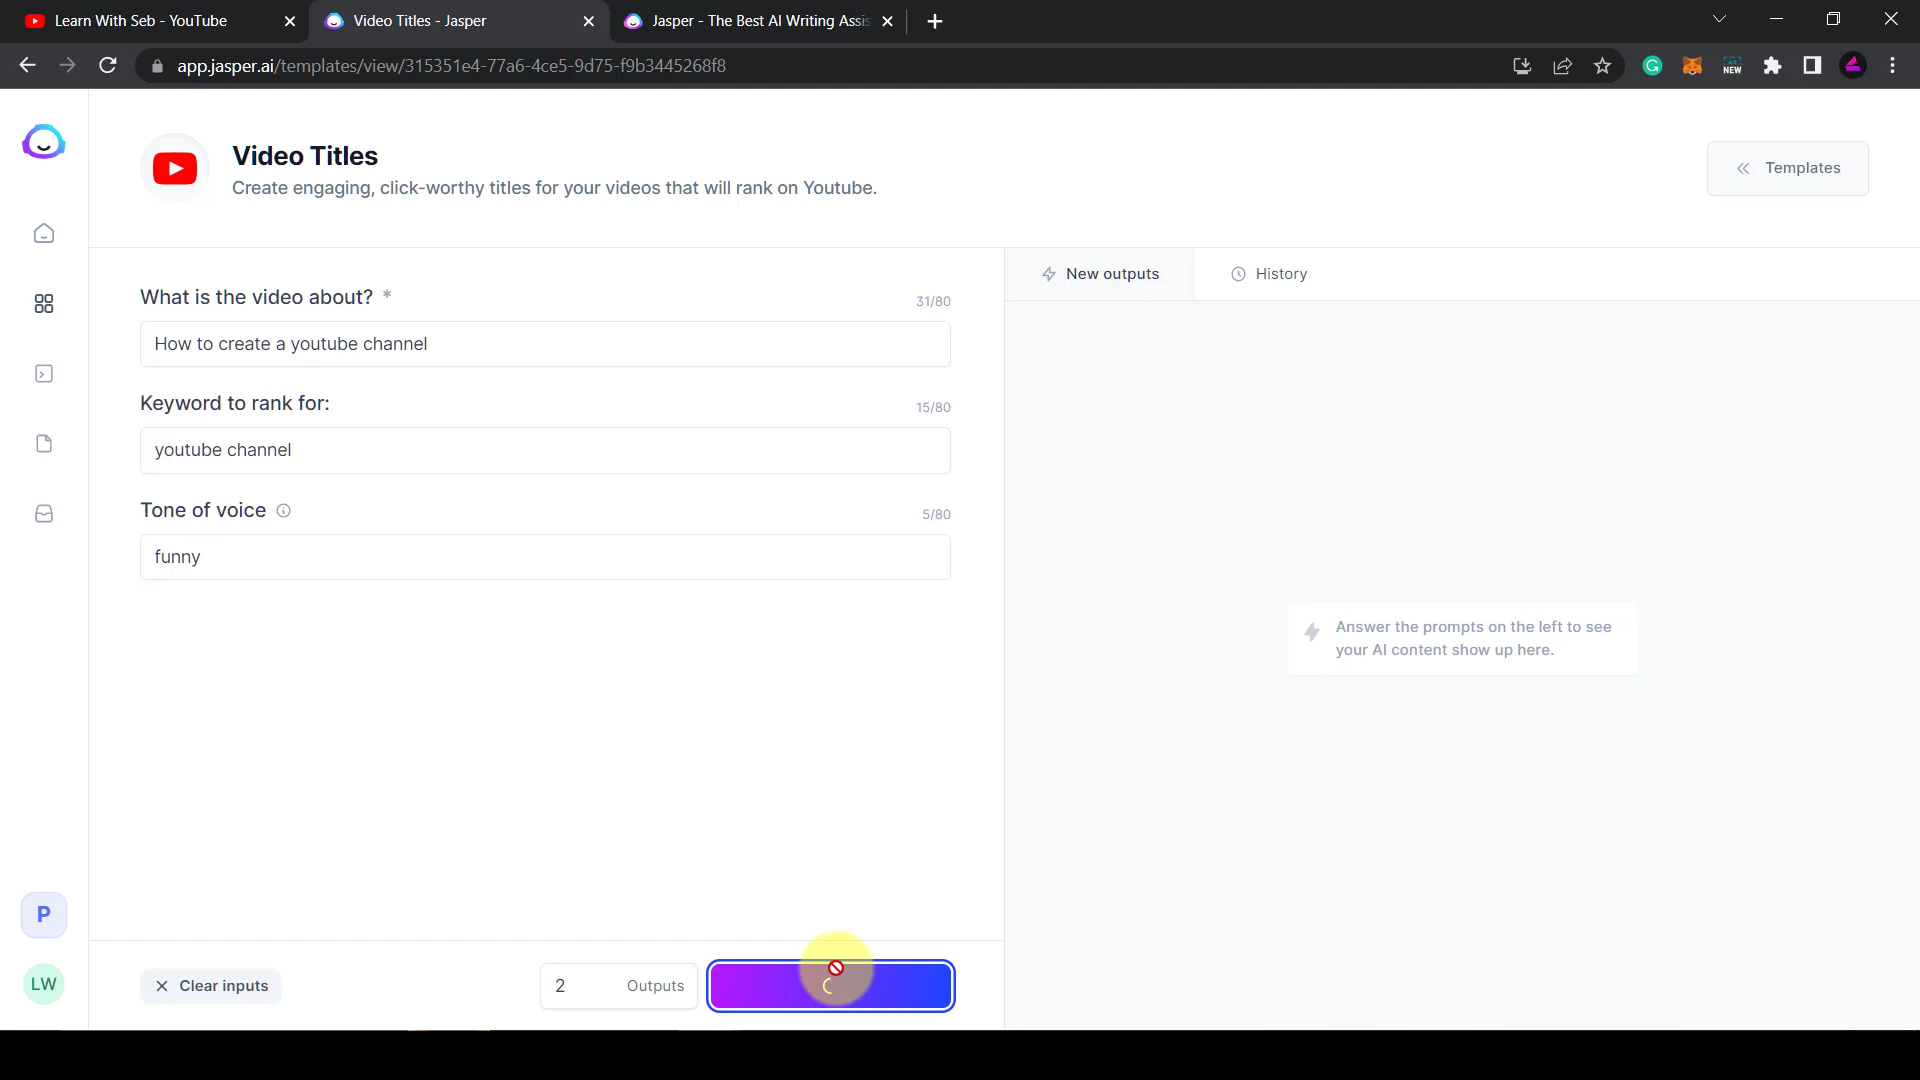 Learn With Seb - YouTube
Video Titles - Jasper
Jasper - The Best AI Writing Assis
app.jasper.ai/templates/view/315351e4-77a6-4ce5-9d75-f9b3445268f8
NEW
Video Titles
Create engaging, click-worthy titles for your videos that will rank on Youtube.
Templates
New outputs
History
What is the video about? *
31/80
How to create a youtube channel
Keyword to rank for:
15/80
youtube channel
Tone of voice
5/80
funny
Answer the prompts on the left to see
your AI content show up here.
P
LW
Clear inputs
2
Outputs